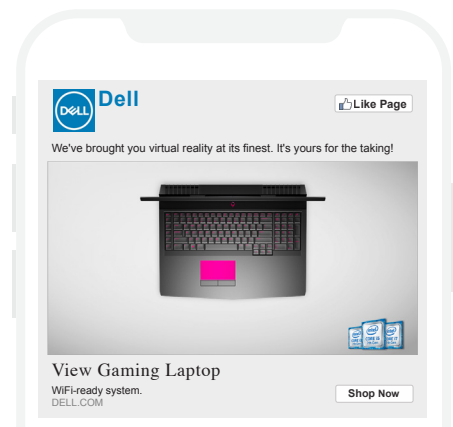 DELL
Dell
Like Page
We've brought you virtual reality at its finest. It's yours for the taking!
View Gaming Laptop
WiFi-ready system.
DELL.COM
Shop Now